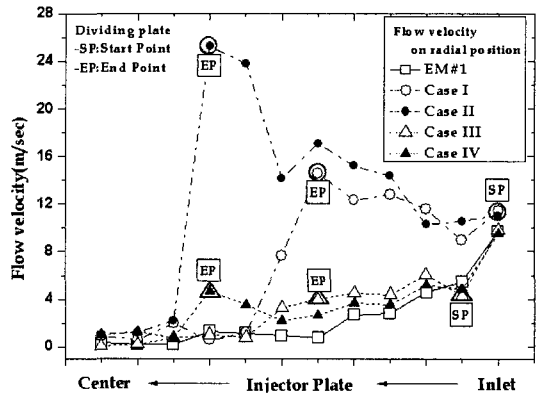 28
24
20
16
12
8
4
0
Flow velocity(m/sec)
Dividing plate
-SP:Start Point
-EP:End Point
Flow velocity
on radial position
EM#1
Case I
Case II
Case III
Case IV
EP
EP
SP
EP
EP
SP
Center
Injector Plate
Inlet